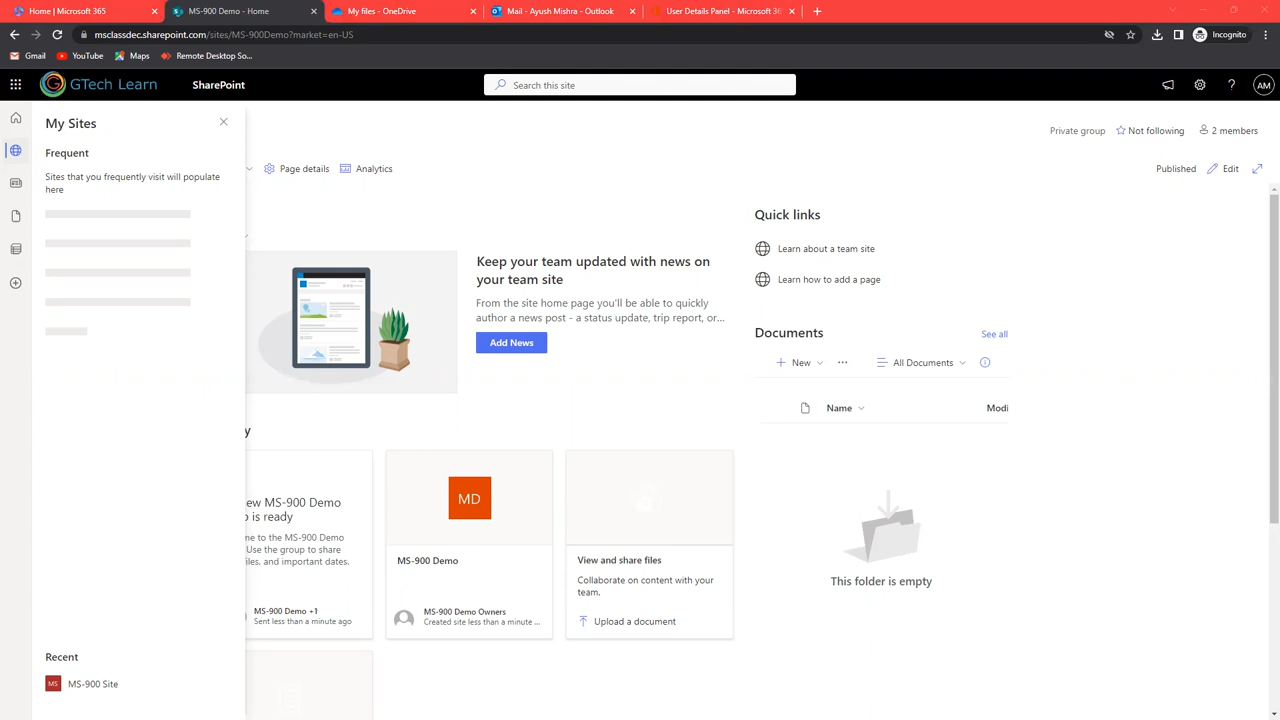 Home | Microsoft 365
MS-900 Demo - Home
My files - OneDrive
Mail - Ayush Mishra - Outlook
User Details Panel - Microsoft 36
msclassdec.sharepoint.com/sites/MS-900Demo?market=en-US
Incognito
Gmail
YouTube
Maps
Remote Desktop So...
GTech Learn
SharePoint
Search this site
?
AM
My Sites
Frequent
Sites that you frequently visit will populate
here
Recent
MS
MS-900 Site
Private group
Not following
2 members
Page details
Analytics
Published
Edit
Keep your team updated with news on
your team site
From the site home page you'll be able to quickly
author a news post - a status update, trip report, or...
Add News
Quick links
Learn about a team site
Learn how to add a page
Documents
See all
New
All Documents
Name
Modi
This folder is empty
y
ew MS-900 Demo
p is ready
me to the MS-900 Demo
Use the group to share
files, and important dates.
MS-900 Demo +1
Sent less than a minute ago
MD
MS-900 Demo
MS-900 Demo Owners
Created site less than a minute ...
View and share files
Collaborate on content with your
team.
Upload a document